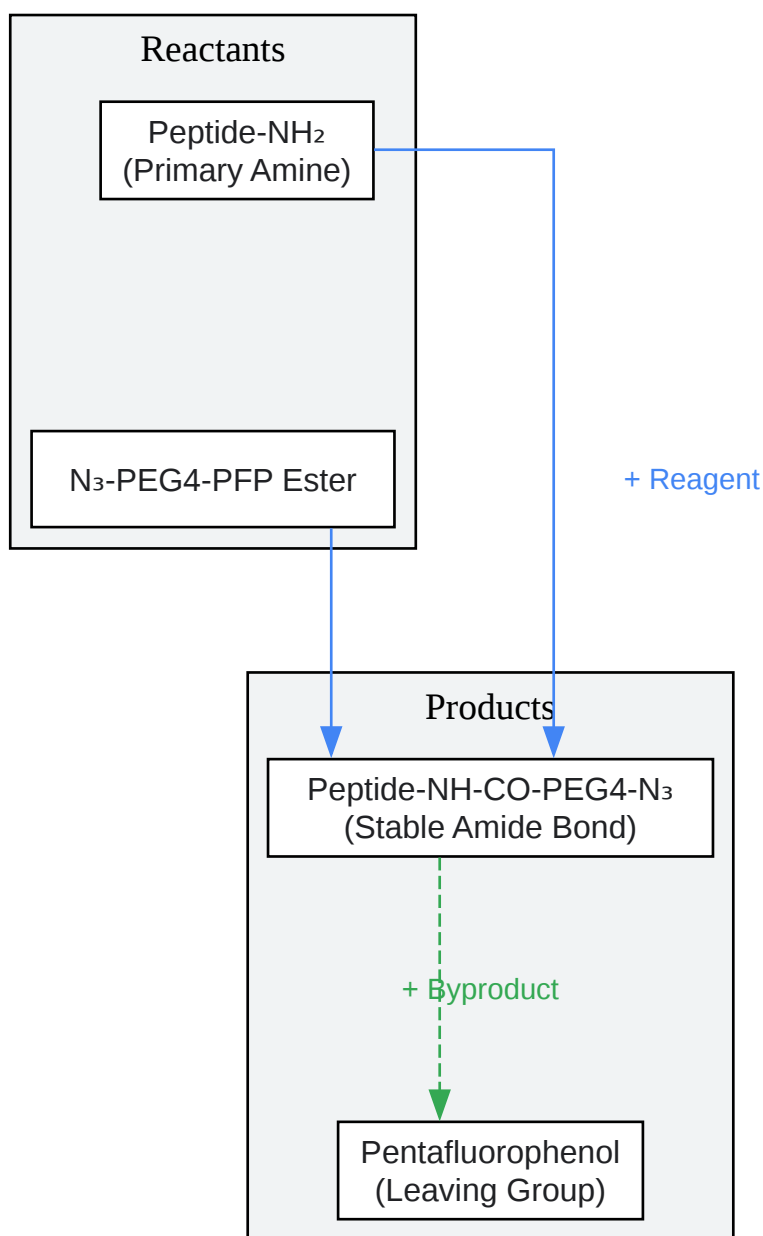 Reactants
Peptide-NH₂
(Primary Amine)
N₃-PEG4-PFP Ester
+ Reagent
Products
Peptide-NH-CO-PEG4-N₃
(Stable Amide Bond)
+ Byproduct
Pentafluorophenol
(Leaving Group)